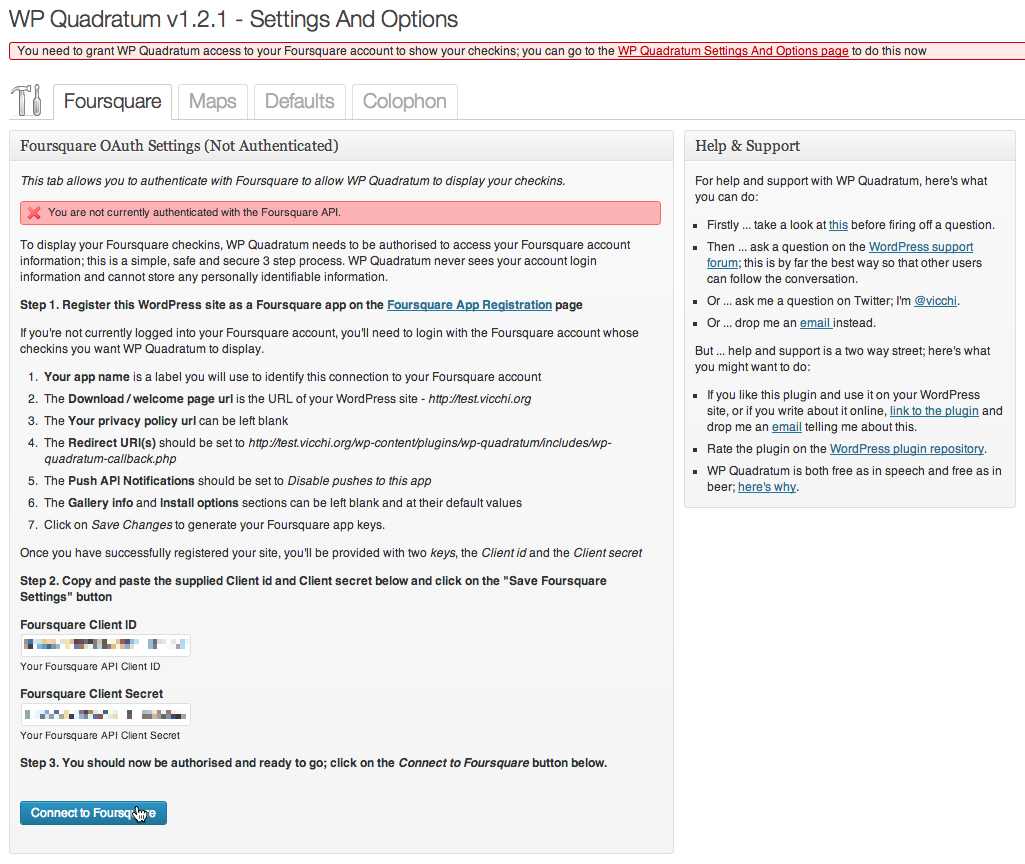 WP Quadratum v1.2.1 - Settings And Options
You need to grant WP Quadratum access to your Foursquare account to show your checkins; you can go to the WP Quadratum Settings And Options page to do this now
Foursquare
Maps
Defaults
Colophon
Foursquare OAuth Settings (Not Authenticated)
This tab allows you to authenticate with Foursquare to allow WP Quadratum to display your checkins.
You are not currently authenticated with the Foursquare API.
To display your Foursquare checkins, WP Quadratum needs to be authorised to access your Foursquare account
information; this is a simple, safe and secure 3 step process. WP Quadratum never sees your account login
information and cannot store any personally identifiable information.
Step 1. Register this WordPress site as a Foursquare app on the Foursquare App Registration page
If you're not currently logged into your Foursquare account, you'll need to login with the Foursquare account whose
checkins you want WP Quadratum to display.
1. Your app name is a label you will use to identify this connection to your Foursquare account
2. The Download / welcome page url is the URL of your WordPress site - http://test.vicchi.org
3. The Your privacy policy url can be left blank
4. The Redirect URI(s) should be set to http://test.vicchi.org/wp-content/plugins/wp-quadratum/includes/wp-
quadratum-callback.php
5. The Push API Notifications should be set to Disable pushes to this app
6. The Gallery info and Install options sections can be left blank and at their default values
7. Click on Save Changes to generate your Foursquare app keys.
Once you have successfully registered your site, you'll be provided with two keys, the Client id and the Client secret
Step 2. Copy and paste the supplied Client id and Client secret below and click on the "Save Foursquare
Settings" button
Foursquare Client ID
Your Foursquare API Client ID
Foursquare Client Secret
Your Foursquare API Client Secret
Step 3. You should now be authorised and ready to go; click on the Connect to Foursquare button below.
Connect to Foursquare
Help & Support
For help and support with WP Quadratum, here's what
you can do:
Firstly ... take a look at this before firing off a question.
Then ... ask a question on the WordPress support
forum; this is by far the best way so that other users
can follow the conversation.
Or ... ask me a question on Twitter; I'm @vicchi.
Or ... drop me an email instead.
But ... help and support is a two way street; here's what
you might want to do:
If you like this plugin and use it on your WordPress
site, or if you write about it online, link to the plugin and
drop me an email telling me about this.
Rate the plugin on the WordPress plugin repository.
WP Quadratum is both free as in speech and free as in
beer; here's why.